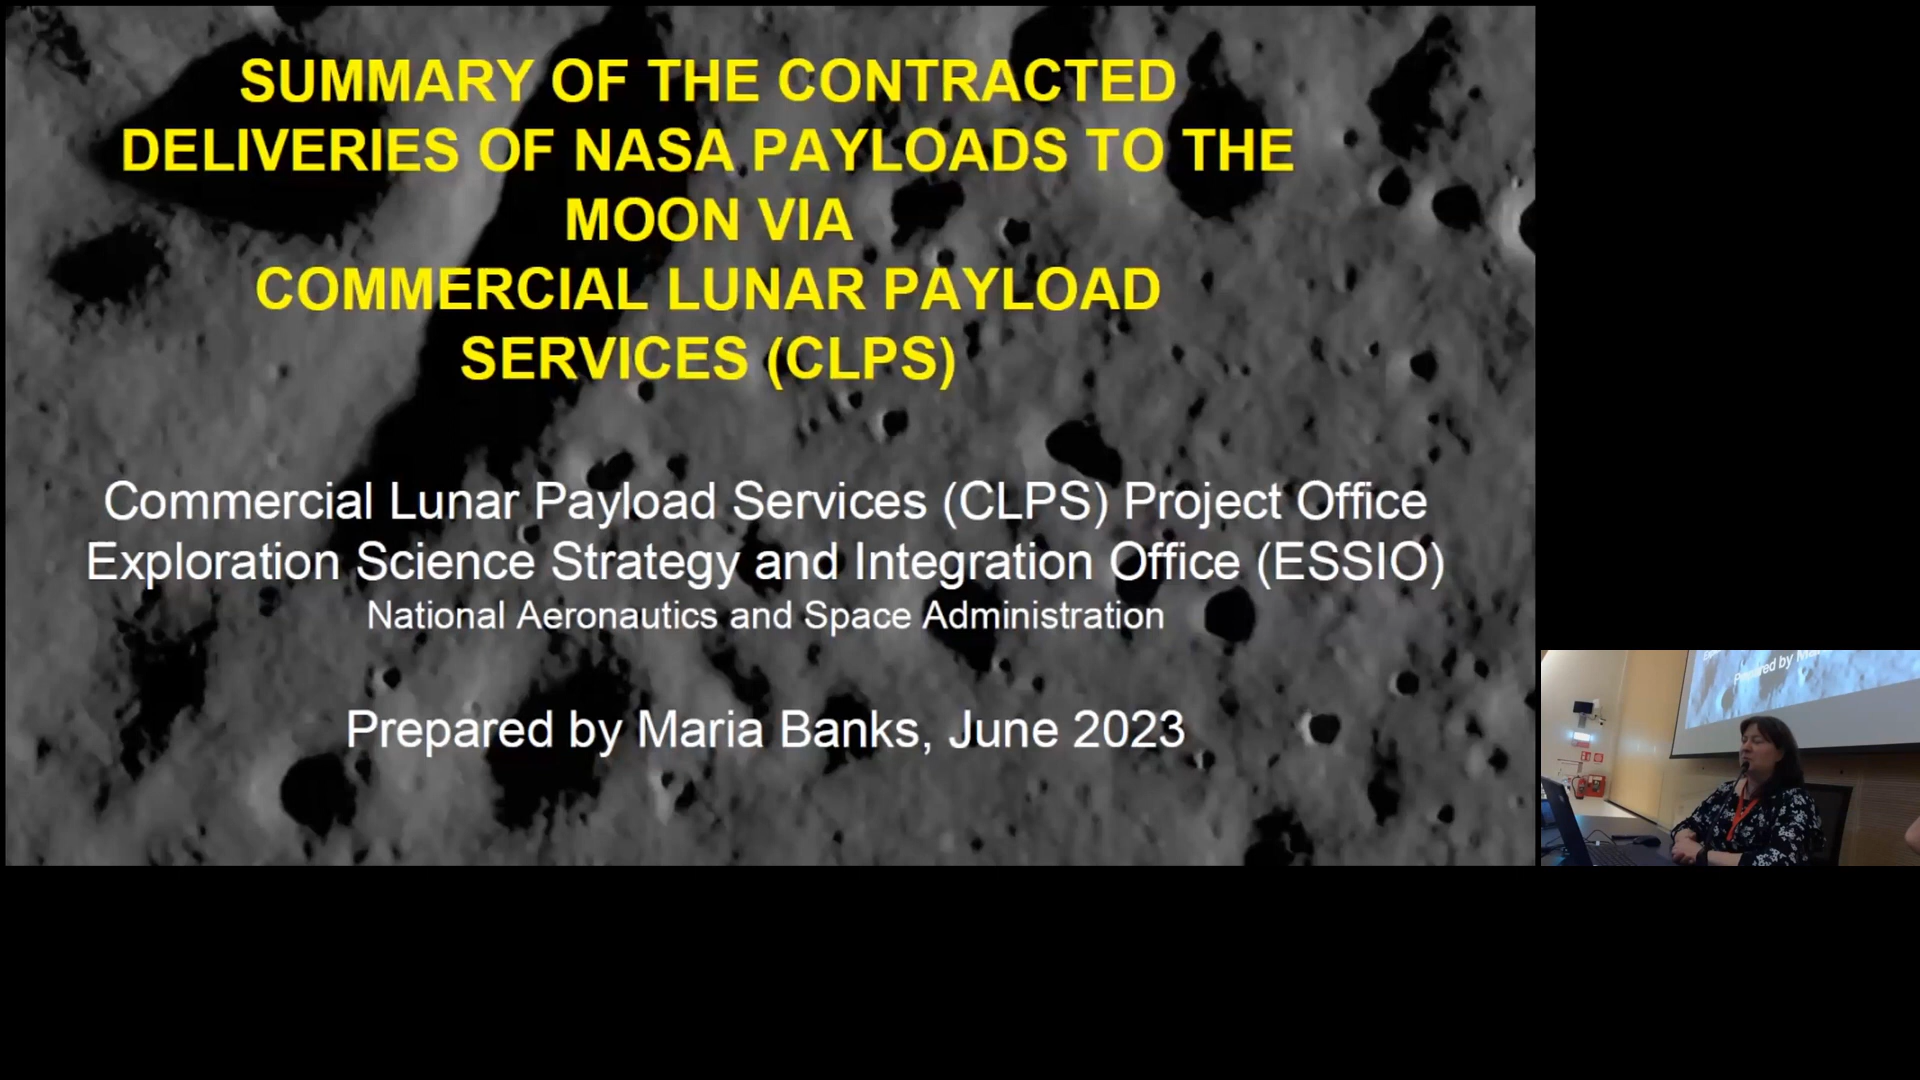 SUMMARY OF THE CONTRACTED
DELIVERIES OF NASA PAYLOADS TO THE
MOON VIA
COMMERCIAL LUNAR PAYLOAD
SERVICES (CLPS)
Commercial Lunar Payload Services (CLPS) Project Office
Exploration Science Strategy and Integration Office (ESSIO)
National Aeronautics and Space Administration
Prepared by Maria Banks, June 2023
Prepared by